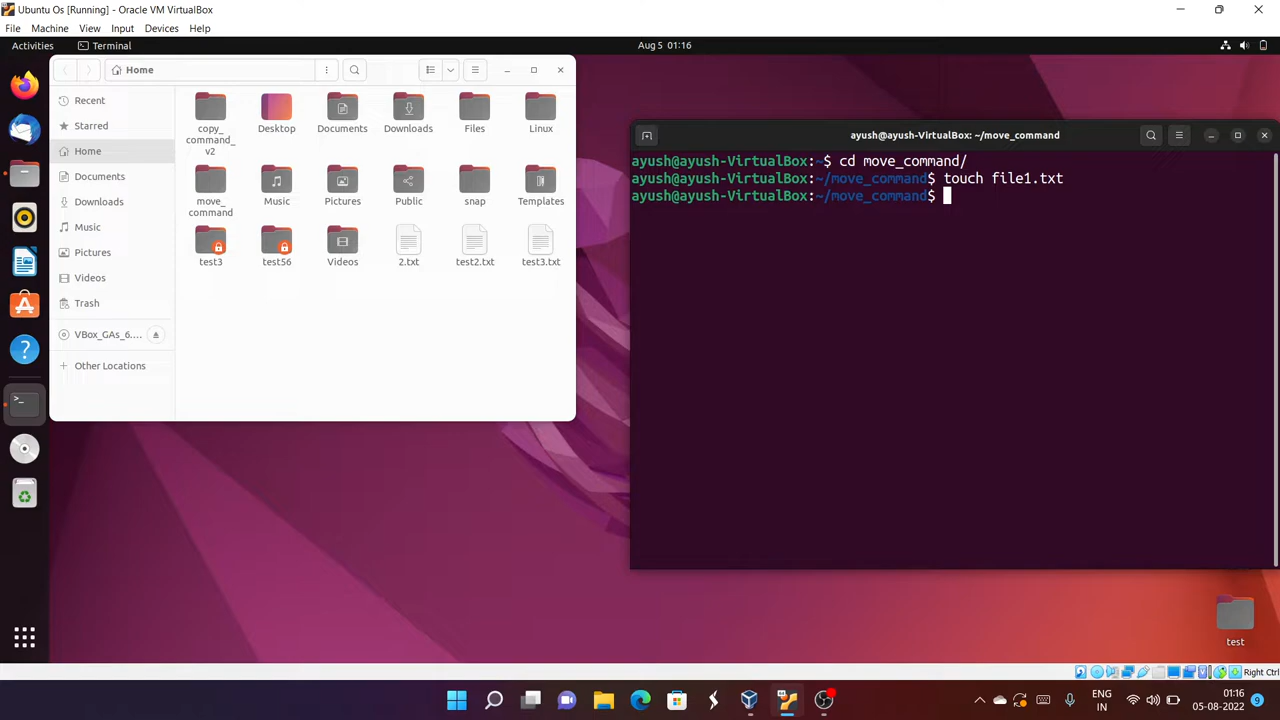 Ubuntu Os [Running] - Oracle VM VirtualBox
File Machine View Input Devices Help
Activities Terminal Aug 5 01:16
Home
Recent
Starred
Home
Documents
Downloads
Music
Pictures
Videos
Trash
VBox_GAs_6....
Other Locations
copy_
command_
v2
Desktop
Documents
Downloads
Files
Linux
move_
command
Music
Pictures
Public
snap
Templates
test3
test56
Videos
2.txt
test2.txt
test3.txt
ayush@ayush-VirtualBox: ~/move_command
ayush@ayush-VirtualBox:~$ cd move_command/
ayush@ayush-VirtualBox:~/move_command$ touch file1.txt
ayush@ayush-VirtualBox:~/move_command$
test
Right Ctrl
ENG
IN
01:16
05-08-2022